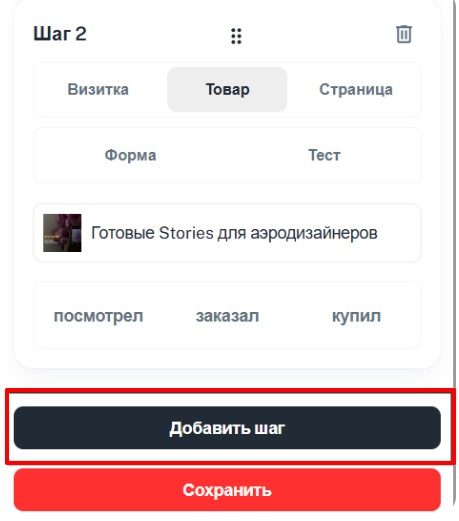 Шаг 2
Визитка Товар Страница
Форма Тест
Готовые Stories для аэродизайнеров
посмотрел заказал купил
Добавить шаг
Сохранить